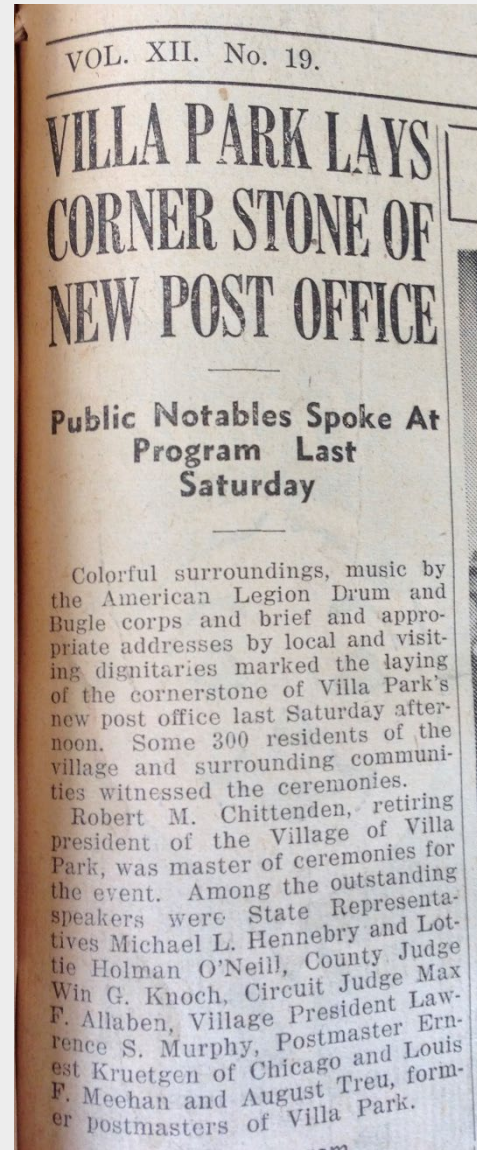 VOL. XII. No. 19.
VILLA PARK LAYS
CORNER STONE OF
NEW POST OFFICE
Public Notables Spoke At
Program Last
Saturday
Colorful surroundings, music by
the American Legion Drum and
Bugle corps and brief and appro-
priate addresses by local and visit-
ing dignitaries marked the laying
of the cornerstone of Villa Park's
new post office last Saturday after-
noon. Some 300 residents of the
village and surrounding communi-
ties witnessed the ceremonies.
Robert M. Chittenden, retiring
president of the Village of Villa
Park, was master of ceremonies for
the event. Among the outstanding
speakers were State Representa-
tives Michael L. Hennebry and Lot-
tie Holman O'Neill, County Judge
Win G. Knoch, Circuit Judge Max
F. Allaben, Village President Law-
rence S. Murphy, Postmaster Ern-
est Kruetgen of Chicago and Louis
F. Meehan and August Treu, form-
er postmasters of Villa Park.